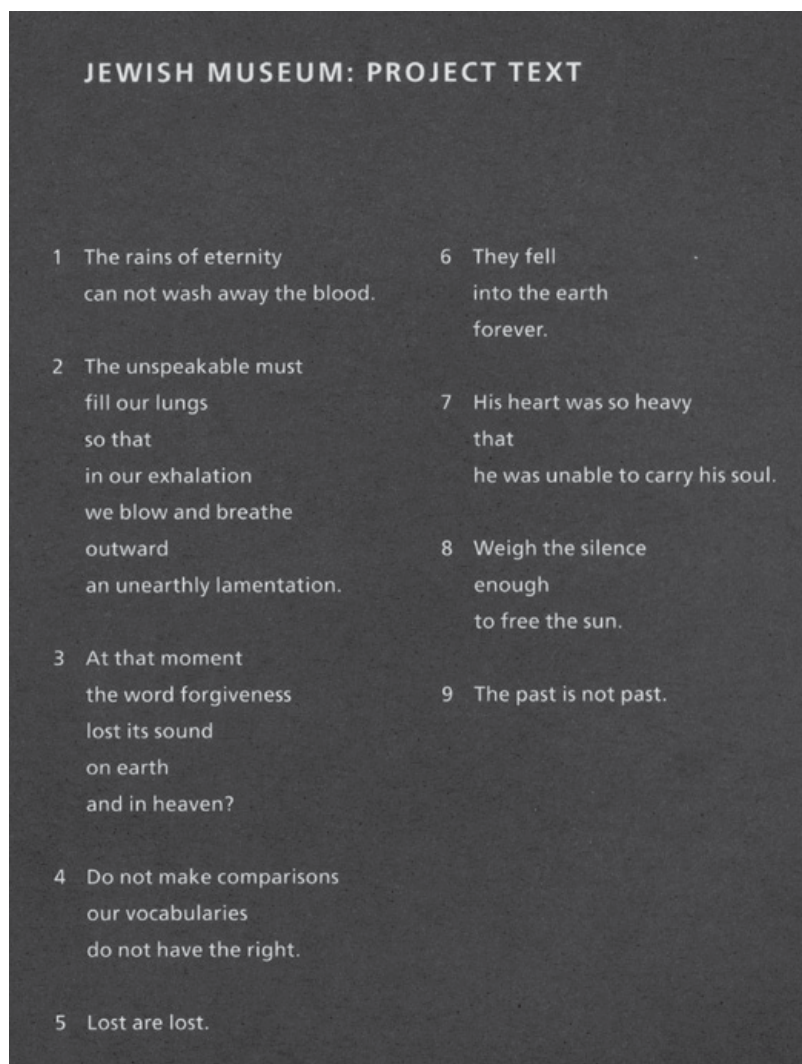 JEWISH MUSEUM: PROJECT TEXT
1 The rains of eternity
can not wash away the blood.
2 The unspeakable must
fill our lungs
so that
in our exhalation
we blow and breathe
outward
an unearthly lamentation.
3 At that moment
the word forgiveness
lost its sound
on earth
and in heaven?
4 Do not make comparisons
our vocabularies
do not have the right.
5 Lost are lost.
6 They fell
into the earth
forever.
7 His heart was so heavy
that
he was unable to carry his soul.
8 Weigh the silence
enough
to free the sun.
9 The past is not past.